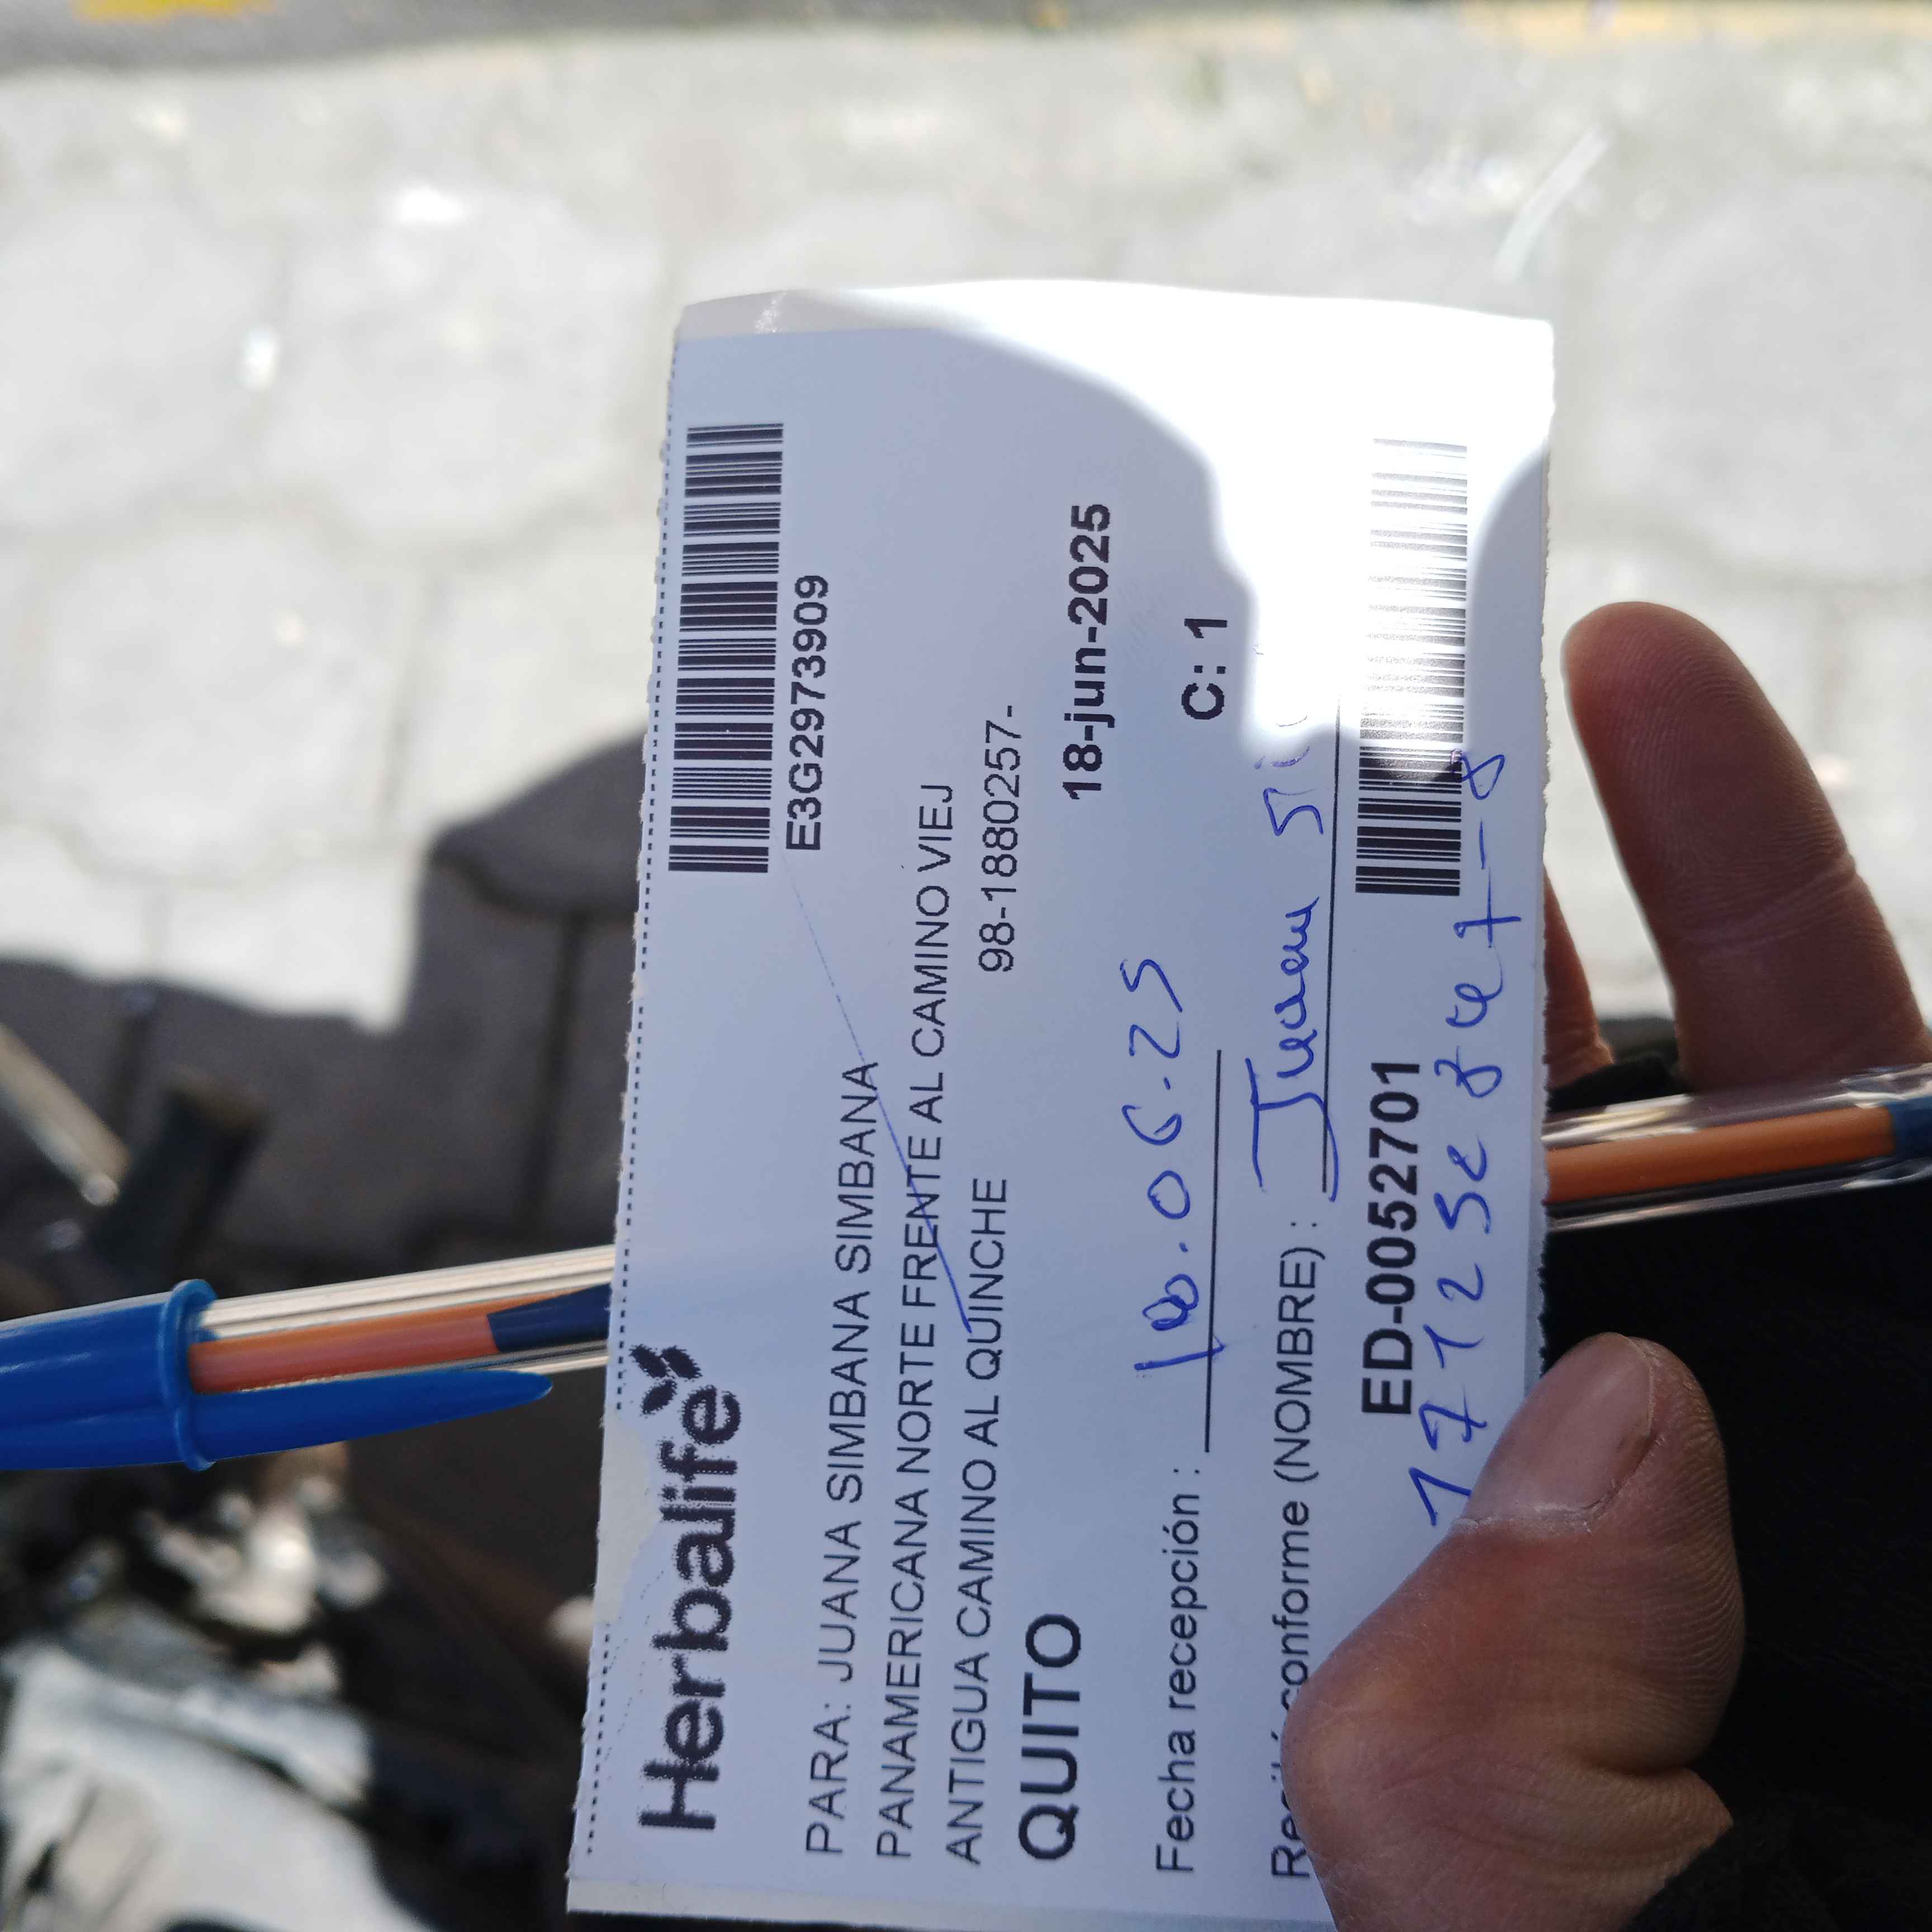 Herbalife
E3G2973909
PARA: JUANA SIMBANA SIMBANA
PANAMERICANA NORTE FRENTE AL CAMINO VIEJ
ANTIGUA CAMINO AL QUINCHE 98-1880257-
QUITO 18-jun-2025
Fecha recepción : .06.25 C: 1
conforme (NOMBRE) :
ED-0052701